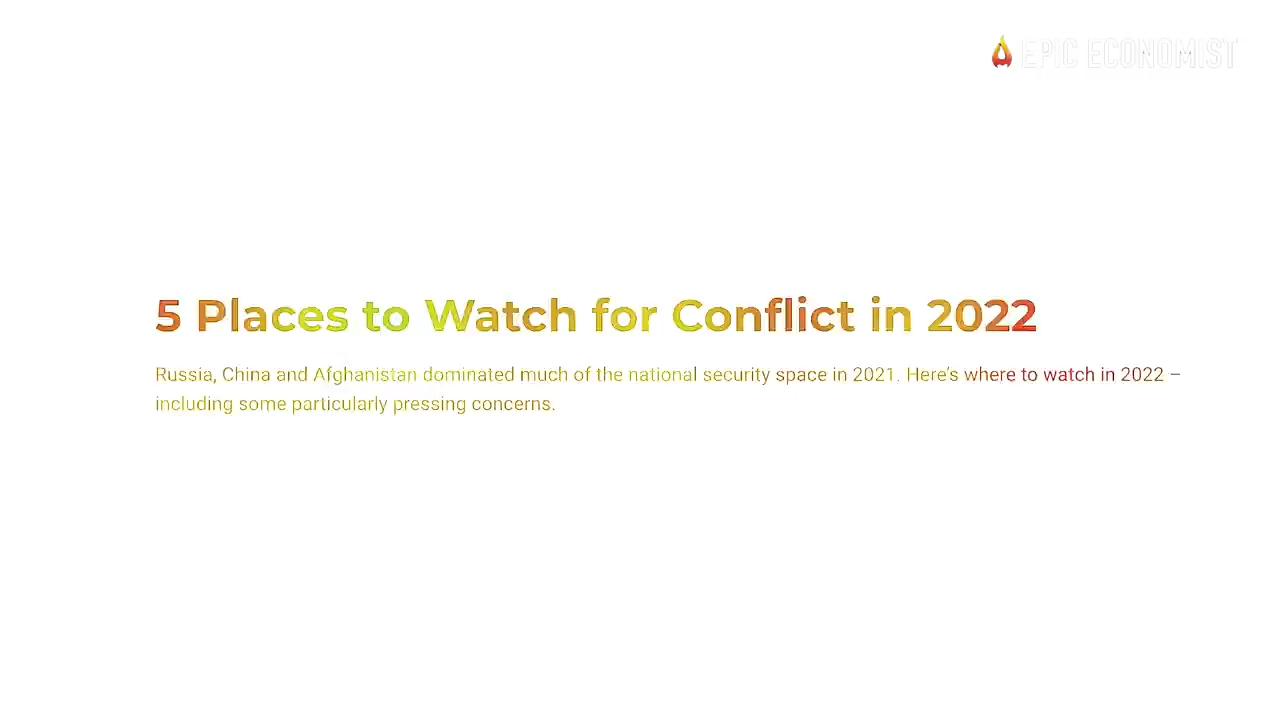 EPIC ECONOMIST
5 Places to Watch for Conflict in 2022
Russia, China and Afghanistan dominated much of the national security space in 2021. Here’s where to watch in 2022 –
including some particularly pressing concerns.